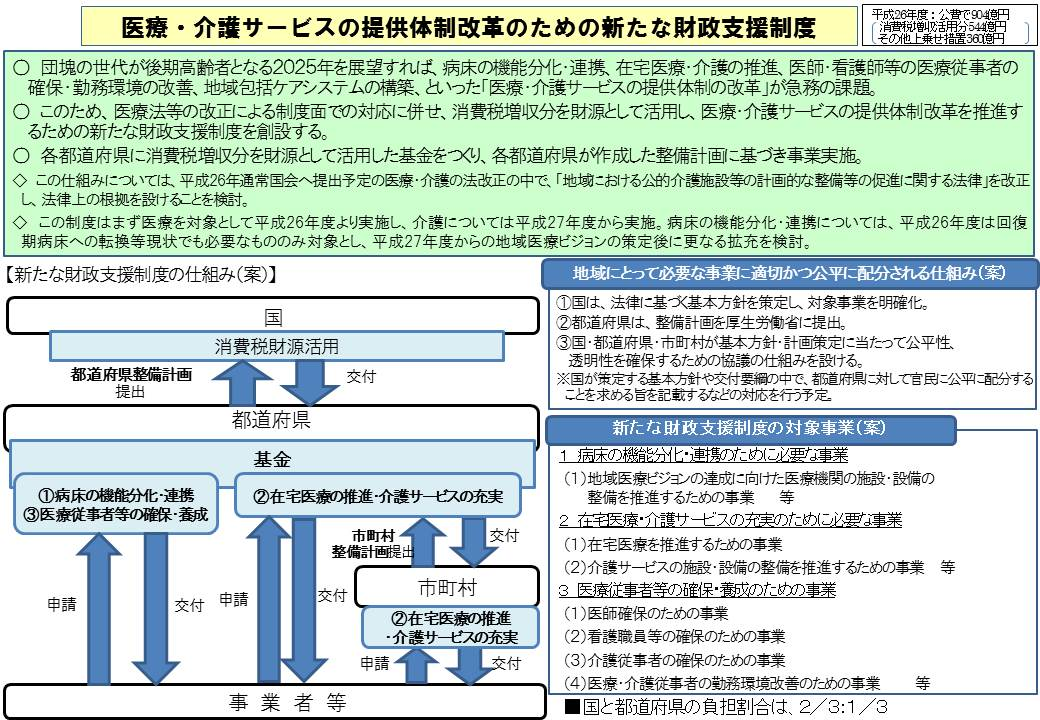 医療・介護サービスの提供体制改革のための新たな財政支援制度
平成26年度：公費で904億円
消費税増収活用分544億円
その他上乗せ措置360億円
○ 団塊の世代が後期高齢者となる2025年を展望すれば、病床の機能分化・連携、在宅医療・介護の推進、医師・看護師等の医療従事者の
確保・勤務環境の改善、地域包括ケアシステムの構築、といった「医療・介護サービスの提供体制の改革」が急務の課題。
○ このため、医療法等の改正による制度面での対応に併せ、消費税増収分を財源として活用し、医療・介護サービスの提供体制改革を推進す
るための新たな財政支援制度を創設する。
○ 各都道府県に消費税増収分を財源として活用した基金をつくり、各都道府県が作成した整備計画に基づき事業実施。
◇ この仕組みについては、平成26年通常国会へ提出予定の医療・介護の法改正の中で、「地域における公的介護施設等の計画的な整備等の促進に関する法律」を改正
し、法律上の根拠を設けることを検討。
◇ この制度はまず医療を対象として平成26年度より実施し、介護については平成27年度から実施。病床の機能分化・連携については、平成26年度は回復
期病床への転換等現状でも必要なもののみ対象とし、平成27年度からの地域医療ビジョンの策定後に更なる拡充を検討。
【新たな財政支援制度の仕組み（案）】
国
消費税財源活用
都道府県整備計画
提出
交付
都道府県
基金
①病床の機能分化・連携
③医療従事者等の確保・養成
②在宅医療の推進・介護サービスの充実
市町村
整備計画提出
交付
市町村
②在宅医療の推進
・介護サービスの充実
申請
交付
申請
交付
申請
交付
事 業 者 等
地域にとって必要な事業に適切かつ公平に配分される仕組み（案）
①国は、法律に基づく基本方針を策定し、対象事業を明確化。
②都道府県は、整備計画を厚生労働省に提出。
③国・都道府県・市町村が基本方針・計画策定に当たって公平性、
透明性を確保するための協議の仕組みを設ける。
※国が策定する基本方針や交付要綱の中で、都道府県に対して官民に公平に配分する
ことを求める旨を記載するなどの対応を行う予定。
新たな財政支援制度の対象事業（案）
１ 病床の機能分化・連携のために必要な事業
（１）地域医療ビジョンの達成に向けた医療機関の施設・設備の
整備を推進するための事業 等
２ 在宅医療・介護サービスの充実のために必要な事業
（１）在宅医療を推進するための事業
（２）介護サービスの施設・設備の整備を推進するための事業 等
３ 医療従事者等の確保・養成のための事業
（１）医師確保のための事業
（２）看護職員等の確保のための事業
（３）介護従事者の確保のための事業
（４）医療・介護従事者の勤務環境改善のための事業 等
■国と都道府県の負担割合は、２／３：１／３